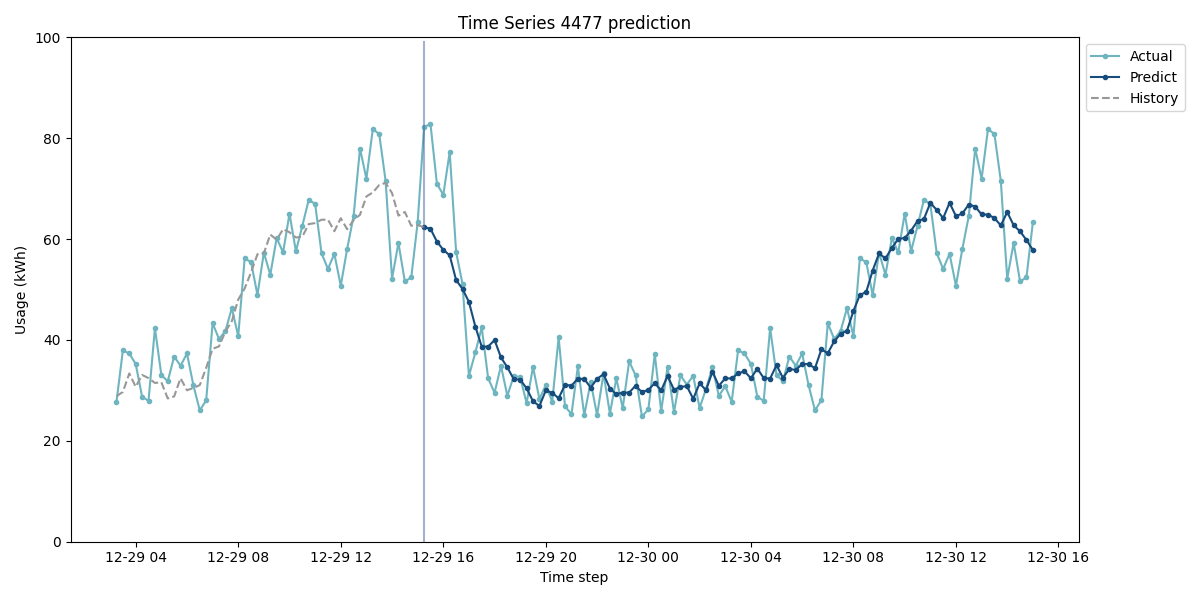 Time Series 4477 prediction
Actual
Predict
History
Usage (kWh)
100
80
60
40
20
0
12-29 04
12-29 08
12-29 12
12-29 16
12-29 20
12-30 00
12-30 04
12-30 08
12-30 12
12-30 16
Time step